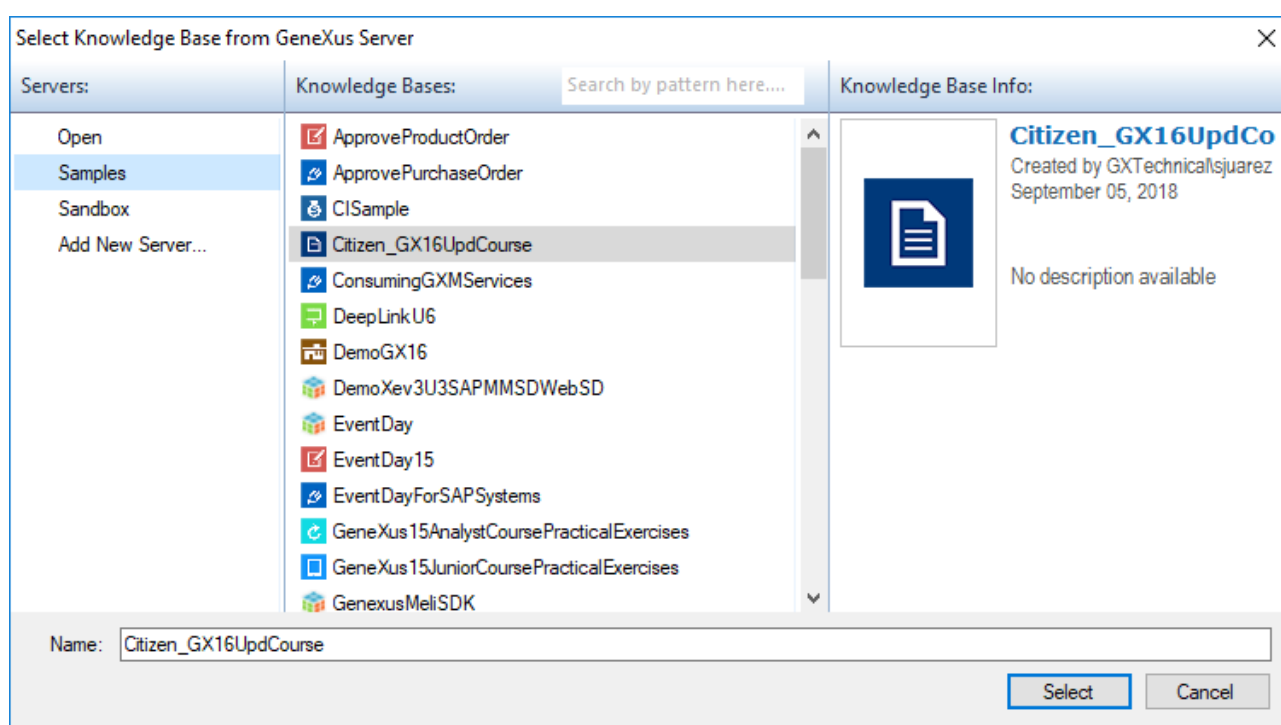 Select Knowledge Base from GeneXus Server
Servers:
Open
Samples
Sandbox
Add New Server...
Knowledge Bases:
Search by pattern here....
ApproveProductOrder
ApprovePurchaseOrder
CISample
Citizen_GX16UpdCourse
ConsumingGXMServices
DeepLinkU6
DemoGX16
DemoXev3U3SAPMMSDWebSD
EventDay
EventDay15
EventDayForSAPSystems
GeneXus15AnalystCoursePracticalExercises
GeneXus15JuniorCoursePracticalExercises
GenexusMeliSDK
Knowledge Base Info:
Citizen_GX16UpdCo
Created by GXTechnical\sjuarez
September 05, 2018
No description available
Name: Citizen_GX16UpdCourse
Select Cancel